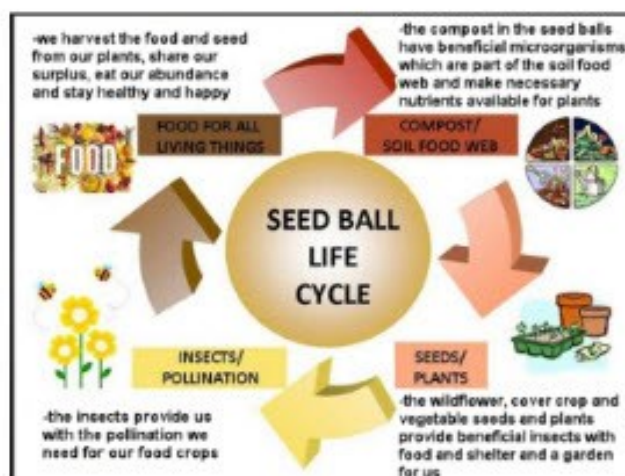 -we harvest the food and seed
from our plants, share our
surplus, eat our abundance
and stay healthy and happy
-the compost in the seed balls
have beneficial microorganisms
which are part of the soil food
web and make necessary
nutrients available for plants
FOOD
FOOD FOR ALL
LIVING THINGS
COMPOST/
SOIL FOOD WEB
SEED BALL
LIFE
CYCLE
INSECTS/
POLLINATION
SEEDS/
PLANTS
-the insects provide us
with the pollination we
need for our food crops
-the wildflower, cover crop and
vegetable seeds and plants
provide beneficial insects with
food and shelter and a garden
for us